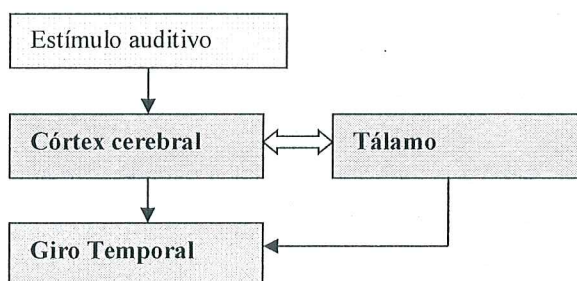 Estímulo auditivo
Córtex cerebral
Tálamo
Giro Temporal